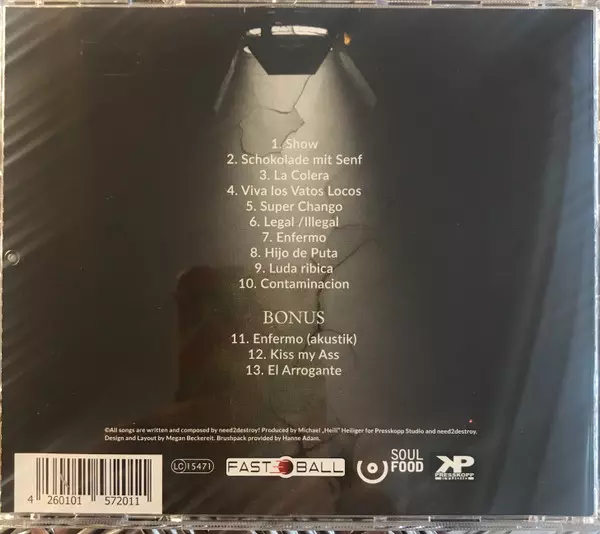 1. Show
2. Schokolade mit Senf
3. La Colera
4. Viva los Vatos Locos
5. Super Chango
6. Legal /Illegal
7. Enfermo
8. Hijo de Puta
9. Luda ribica
10. Contaminacion
BONUS
11. Enfermo (akustik)
12. Kiss my Ass
13. El Arrogante
©All songs are written and composed by need2destroy! Produced by Michael „Heili" Heiliger for Presskopp Studio and need2destroy.
Design and Layout by Megan Beckereit. Brushpack provided by Hanne Adam.
4 260101 572011
LC 15471
FASTBALL
SOUL
FOOD
KP
PRESSKOPP